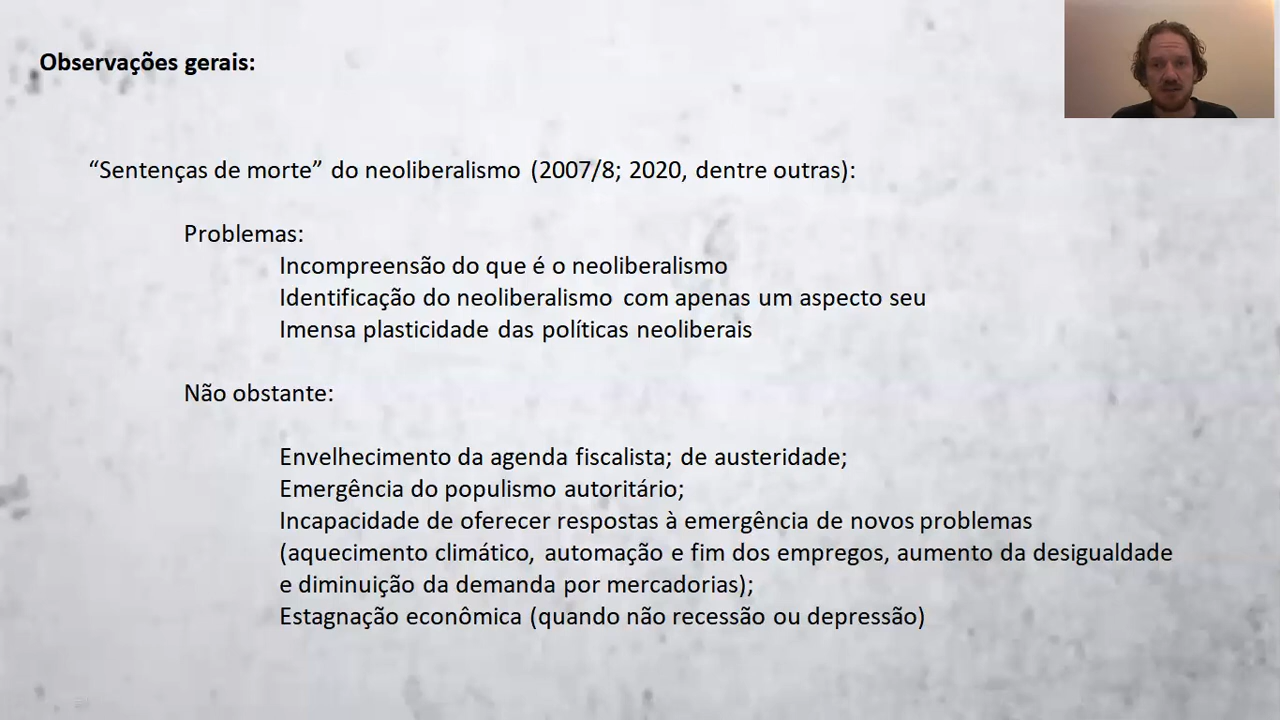 Observações gerais:
“Sentenças de morte” do neoliberalismo (2007/8; 2020, dentre outras):
Problemas:
Incompreensão do que é o neoliberalismo
Identificação do neoliberalismo com apenas um aspecto seu
Imensa plasticidade das políticas neoliberais
Não obstante:
Envelhecimento da agenda fiscalista; de austeridade;
Emergência do populismo autoritário;
Incapacidade de oferecer respostas à emergência de novos problemas
(aquecimento climático, automação e fim dos empregos, aumento da desigualdade
e diminuição da demanda por mercadorias);
Estagnação econômica (quando não recessão ou depressão)